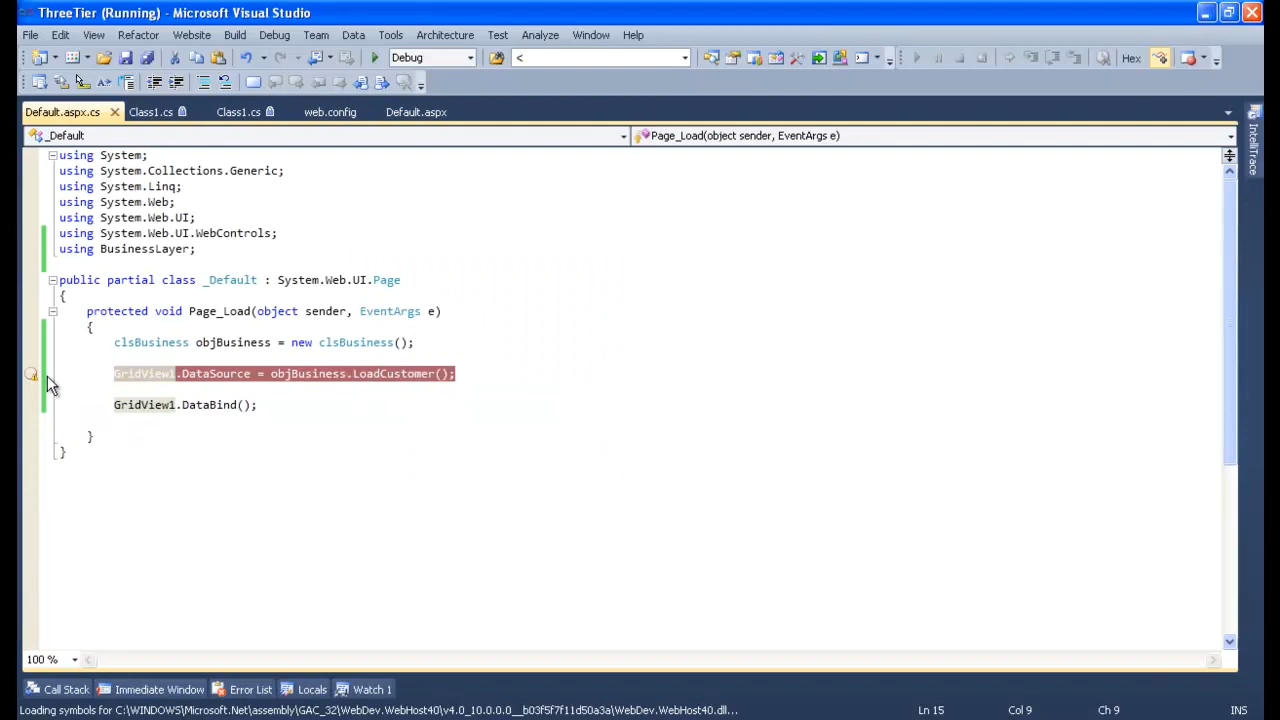 ThreeTier (Running) - Microsoft Visual Studio
File Edit View Refactor Website Build Debug Team Data Tools Architecture Test Analyze Window Help
Debug < Hex
Default.aspx.cs Class1.cs Class1.cs web.config Default.aspx
_Default Page_Load(object sender, EventArgs e)
IntelliTrace
using System;
using System.Collections.Generic;
using System.Linq;
using System.Web;
using System.Web.UI;
using System.Web.UI.WebControls;
using BusinessLayer;
public partial class _Default : System.Web.UI.Page
{
protected void Page_Load(object sender, EventArgs e)
{
clsBusiness objBusiness = new clsBusiness();
GridView1.DataSource = objBusiness.LoadCustomer();
GridView1.DataBind();
}
}
100 %
Call Stack Immediate Window Error List Locals Watch 1
Loading symbols for C:\WINDOWS\Microsoft.Net\assembly\GAC_32\WebDev.WebHost40\v4.0_10.0.0.0__b03f5f7f11d50a3a\WebDev.WebHost40.dll... Ln 15 Col 9 Ch 9 INS